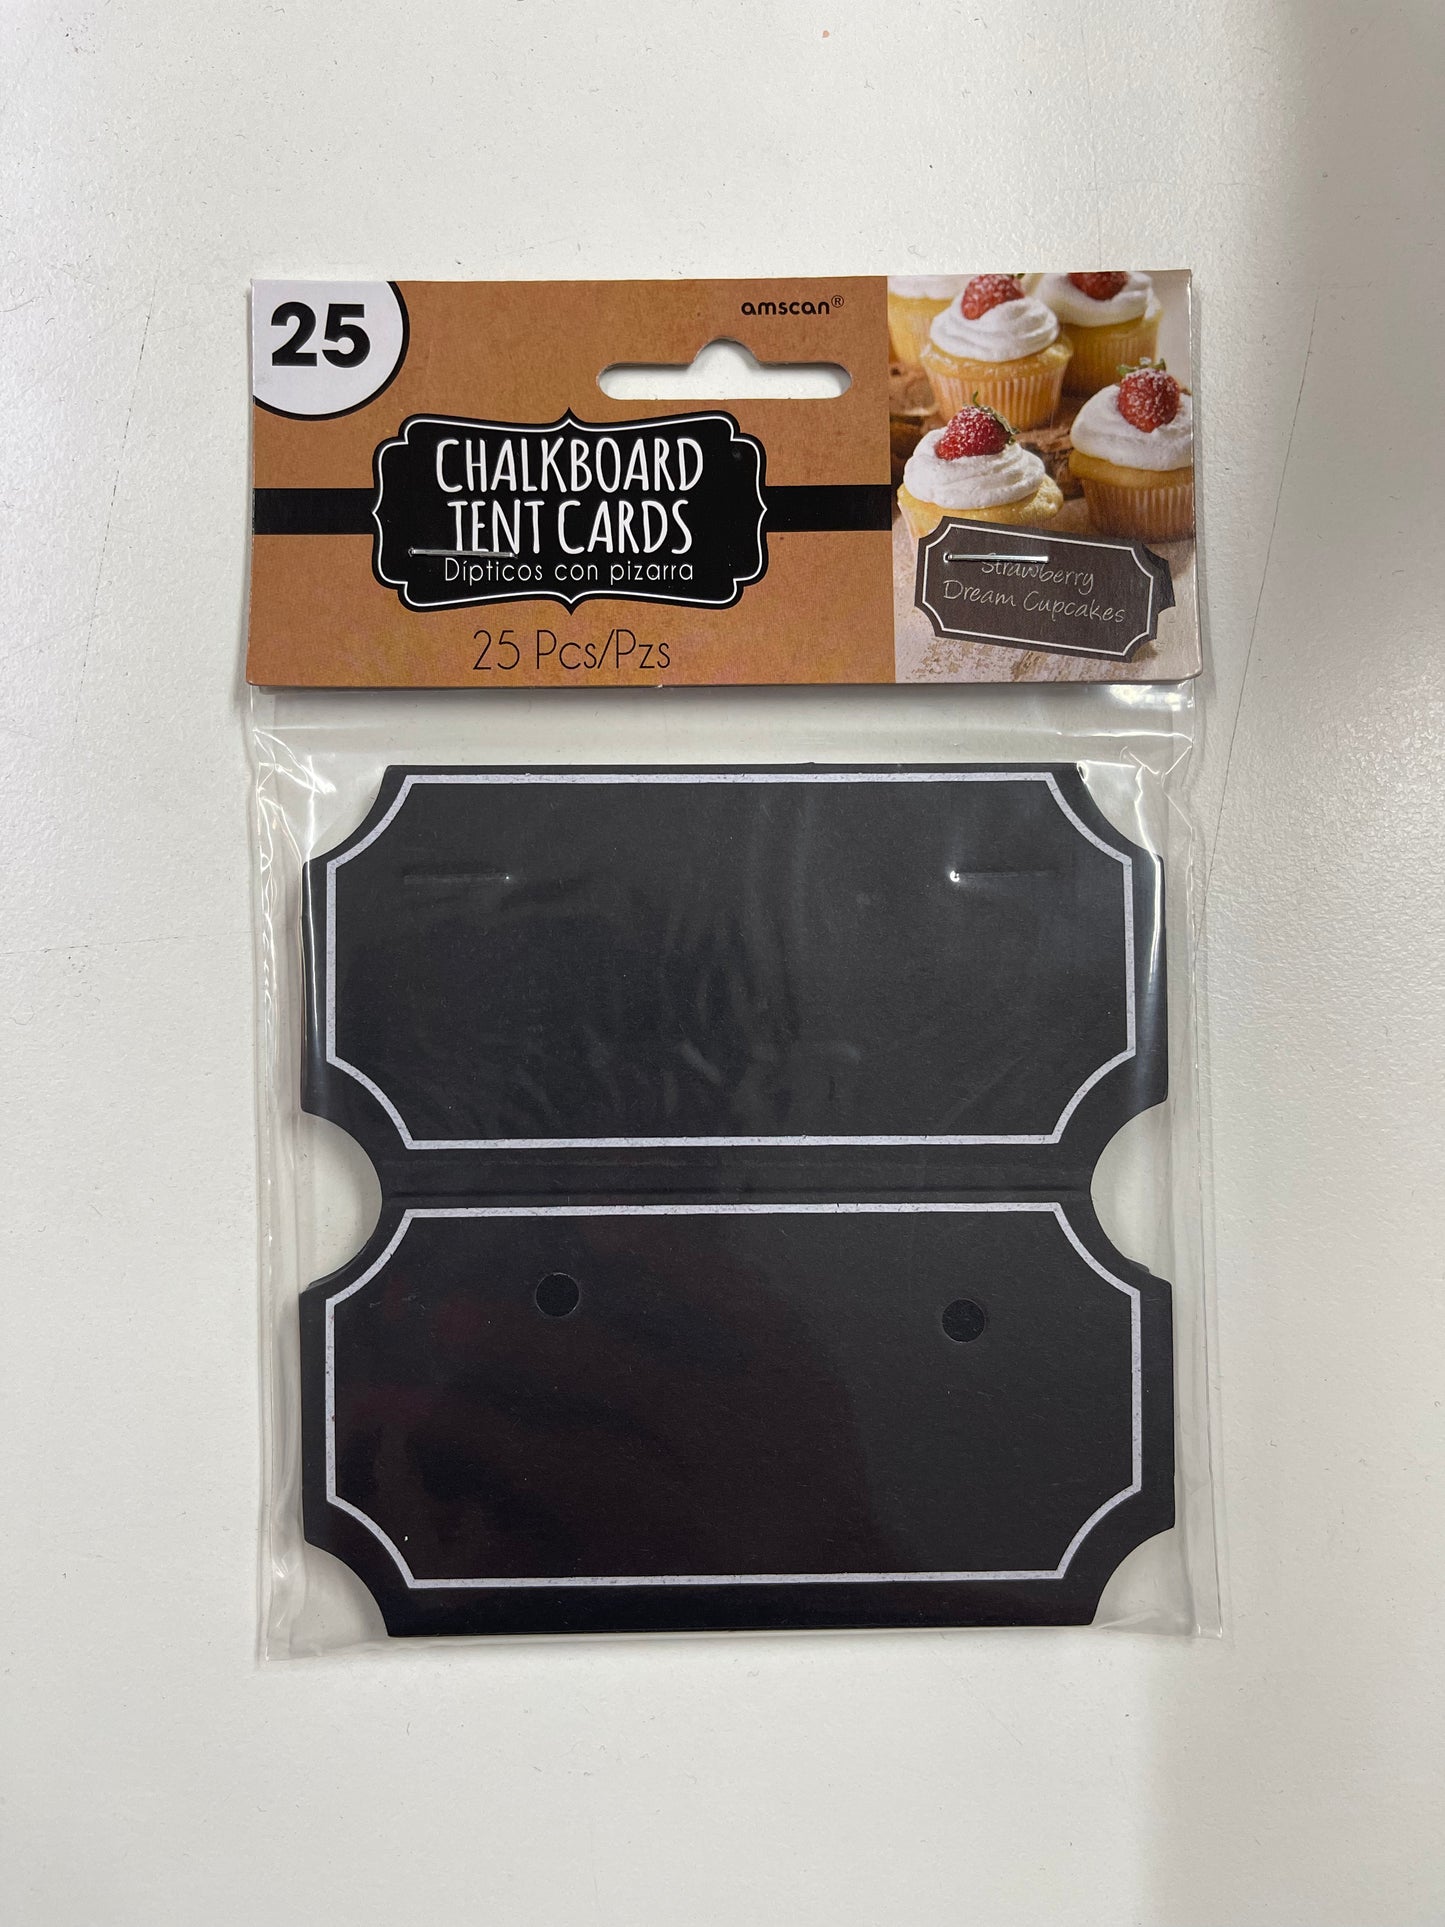 25
amscan®
CHALKBOARD
TENT CARDS
Dípticos con pizarra
25 Pcs/Pzs
Strawberry
Dream Cupcakes